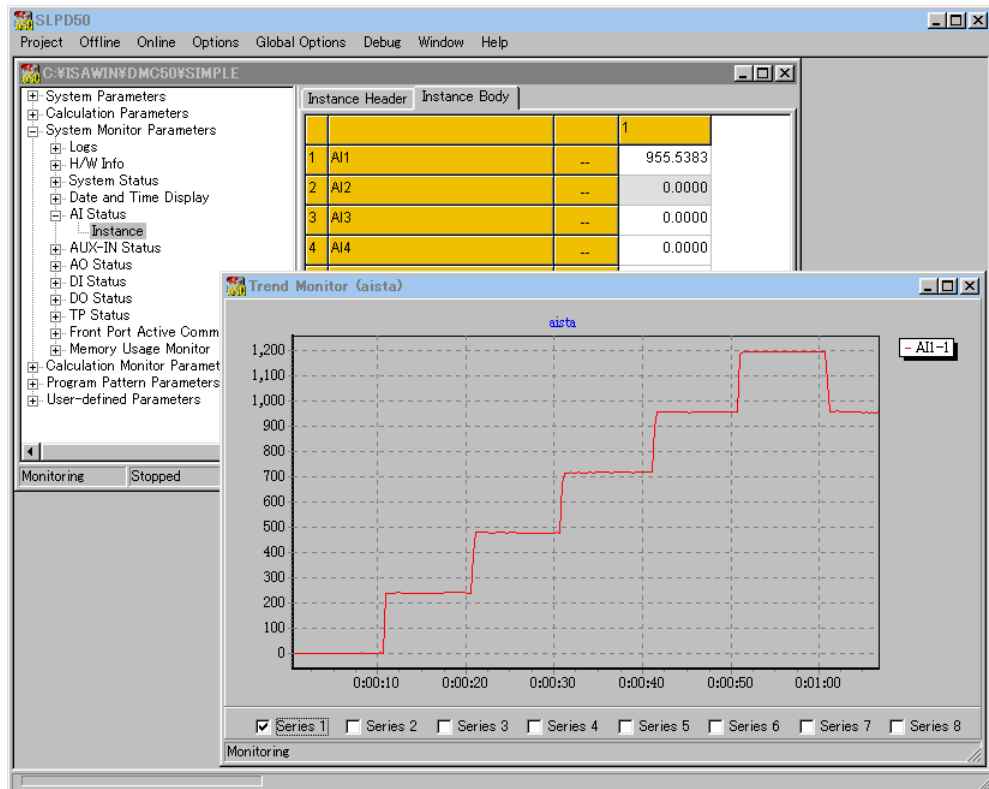 SLPD50
Project Offline Online Options Global Options Debug Window Help
C:¥ISAWIN¥DMC50¥SIMPLE
System Parameters
Calculation Parameters
System Monitor Parameters
Logs
H/W Info
System Status
Date and Time Display
AI Status
Instance
AUX-IN Status
AO Status
DI Status
DO Status
TP Status
Front Port Active Comm
Memory Usage Monitor
Calculation Monitor Paramet
Program Pattern Parameters
User-defined Parameters
Monitoring Stopped
Instance Header Instance Body
1
1 AI1 -- 955.5383
2 AI2 -- 0.0000
3 AI3 -- 0.0000
4 AI4 -- 0.0000
Trend Monitor (aista)
aista
AI1-1
1,200
1,100
1,000
900
800
700
600
500
400
300
200
100
0
0:00:10 0:00:20 0:00:30 0:00:40 0:00:50 0:01:00
Series 1 Series 2 Series 3 Series 4 Series 5 Series 6 Series 7 Series 8
Monitoring